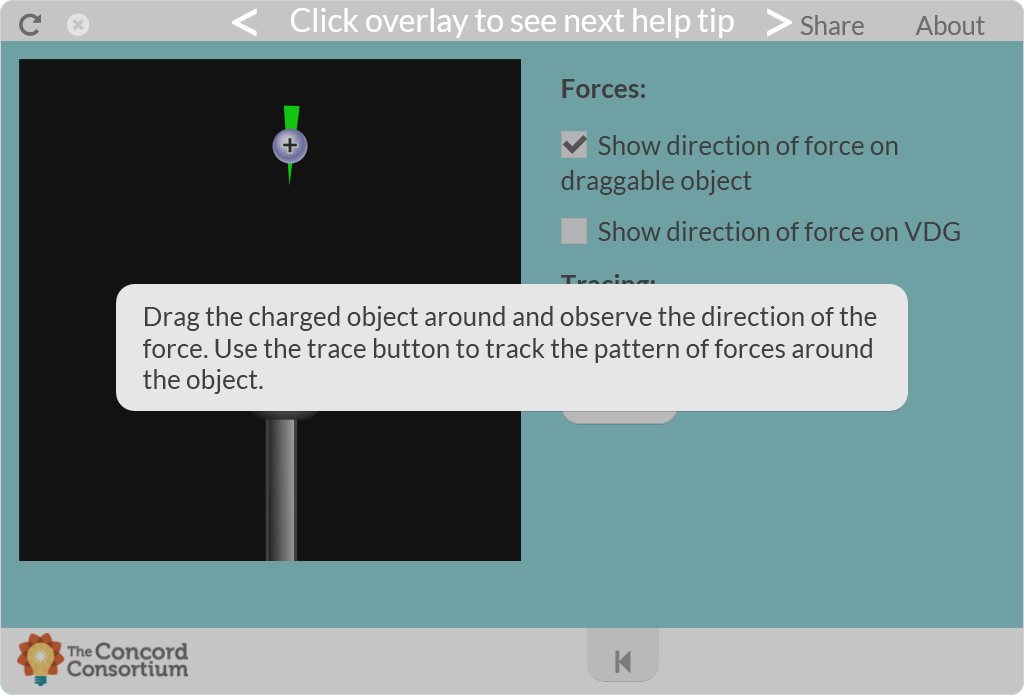 < Click overlay to see next help tip >
Share
About
Forces:
Show direction of force on
draggable object
Show direction of force on VDG
Tracing:
Drag the charged object around and observe the direction of the
force. Use the trace button to track the pattern of forces around
the object.
+
The Concord
Consortium